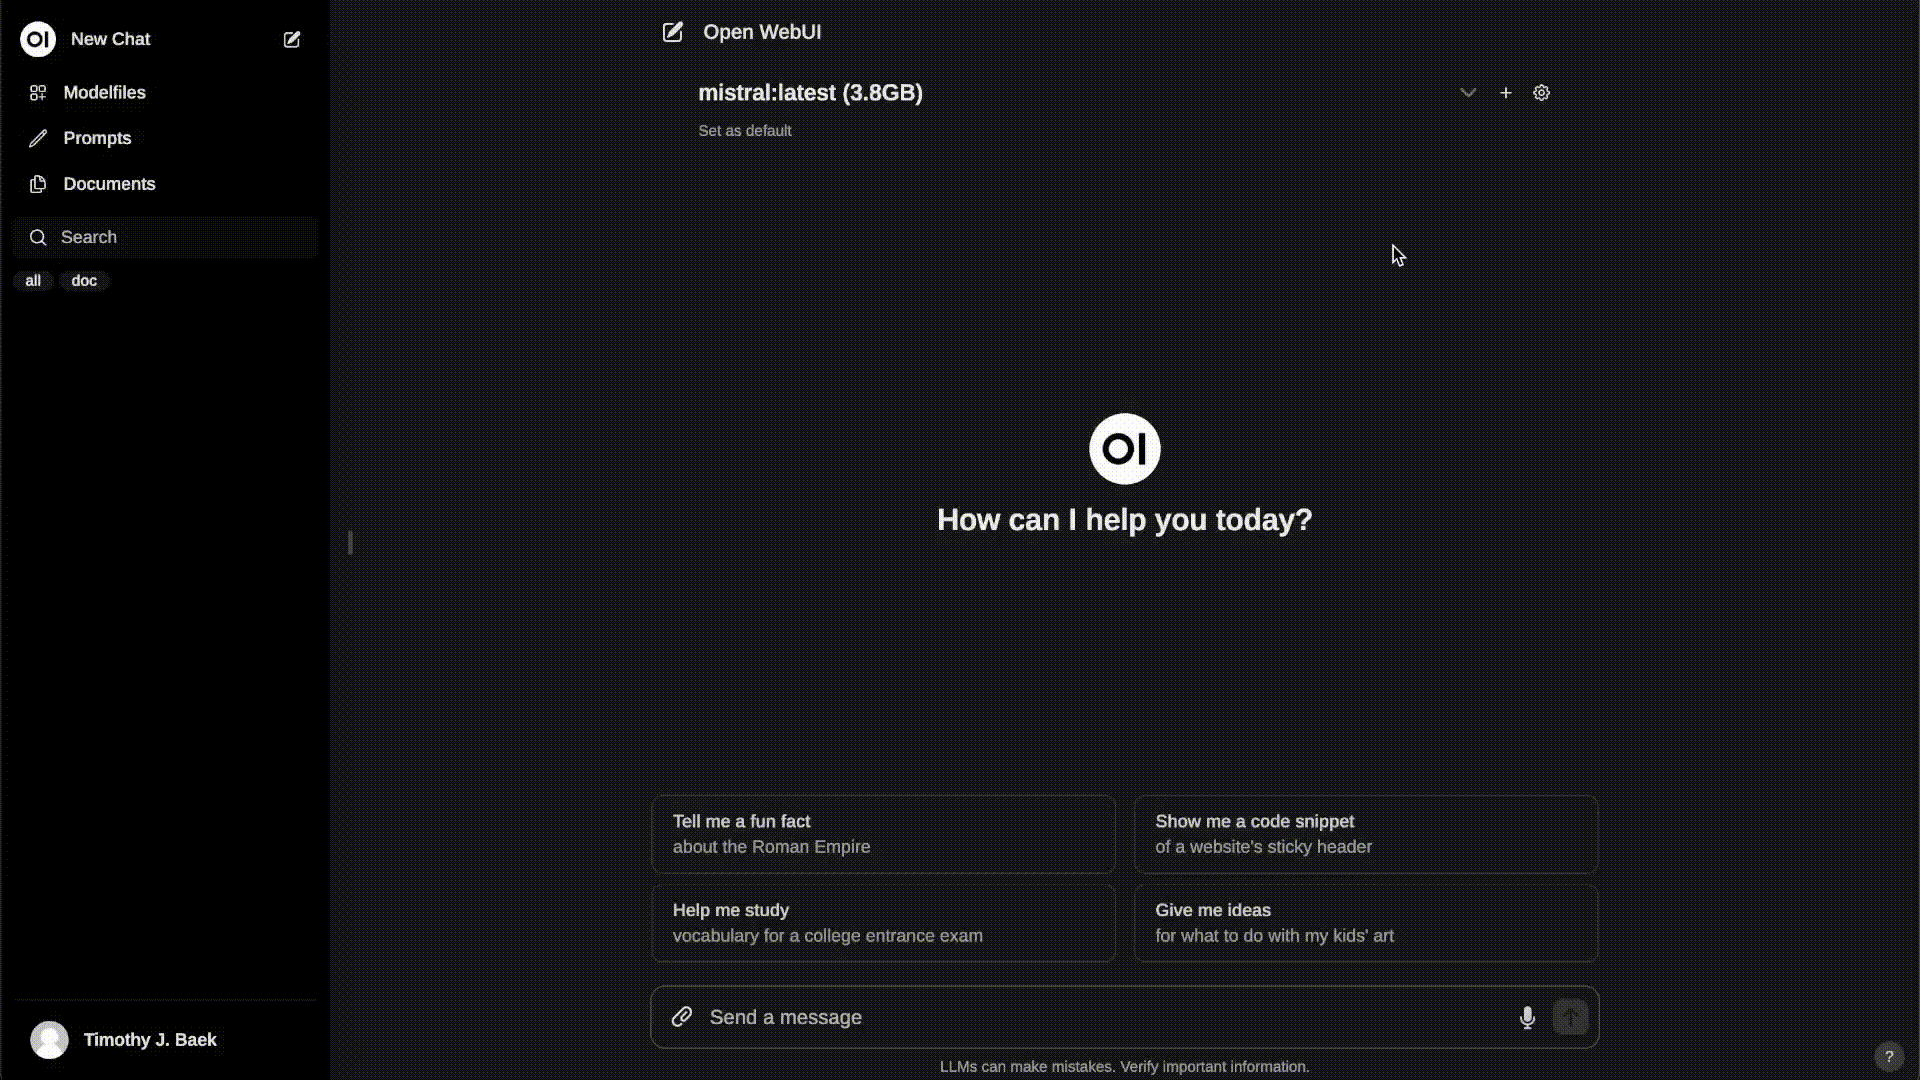 OI New Chat
Modelfiles
Prompts
Documents
Search
all doc
Timothy J. Baek
Open WebUI
mistral:latest (3.8GB)
Set as default
OI
How can I help you today?
Tell me a fun fact
about the Roman Empire
Show me a code snippet
of a website's sticky header
Help me study
vocabulary for a college entrance exam
Give me ideas
for what to do with my kids' art
Send a message
LLMs can make mistakes. Verify important information.
?